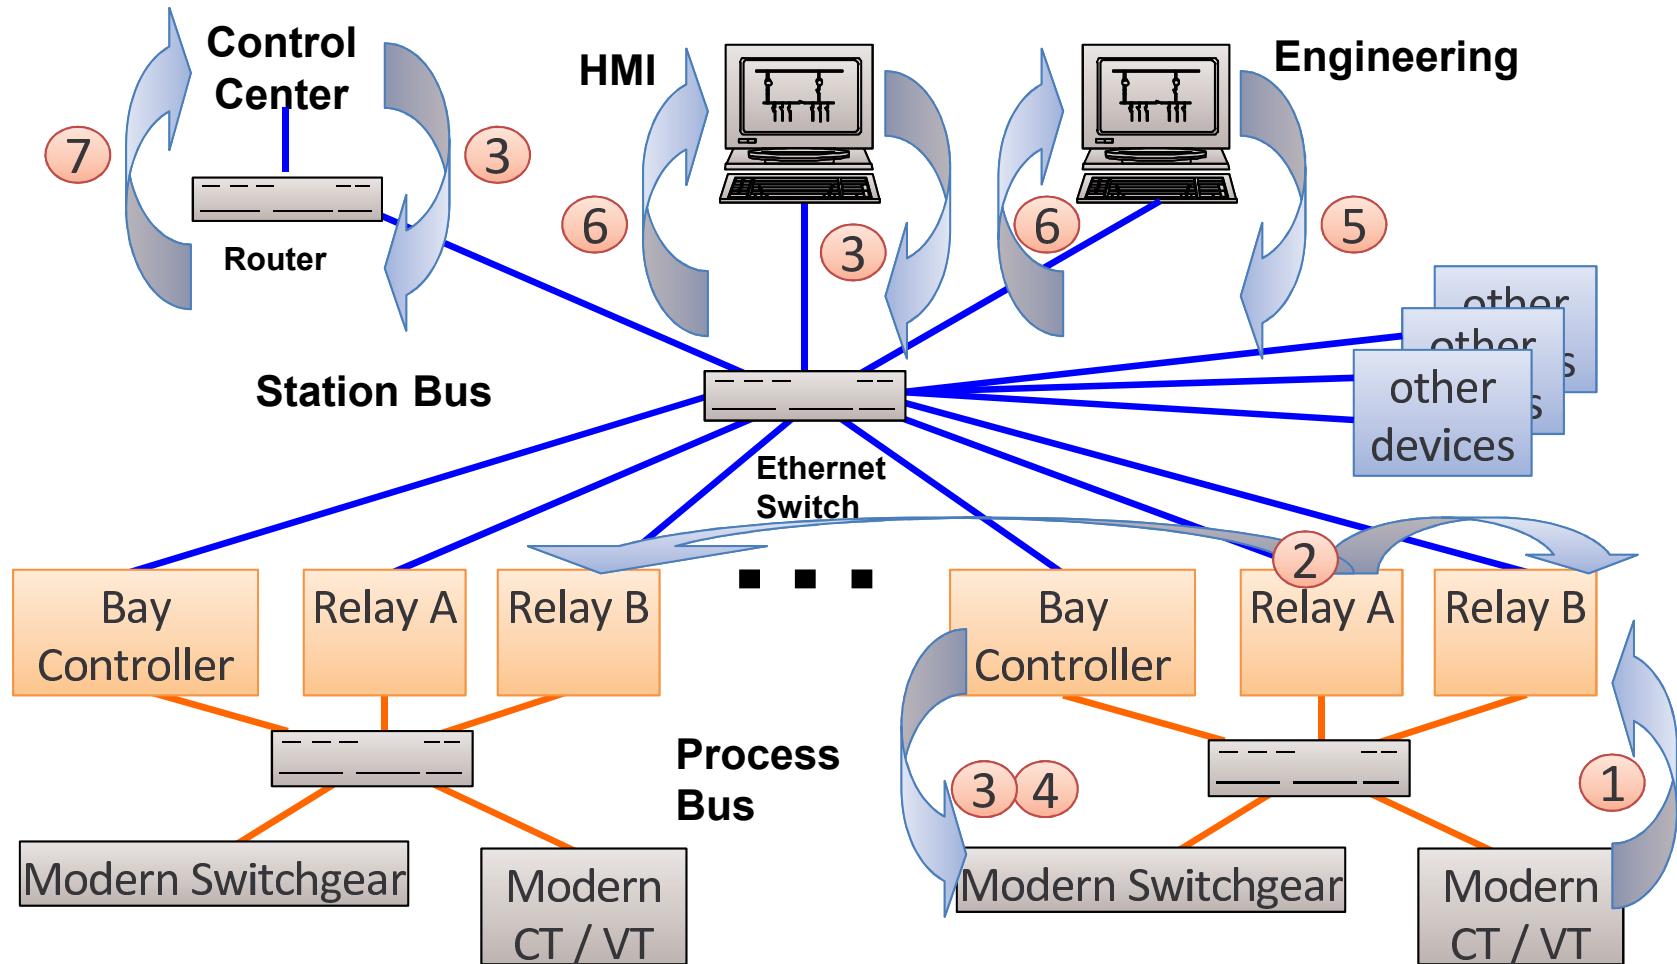 Control
Center
HMI
Engineering
7
3
6
3
6
5
Router
other
other
s
other
s
devices
Station Bus
Ethernet
Switch
2
Bay
Controller
Relay A
Relay B
Bay
Controller
Relay A
Relay B
Process
Bus
3
4
1
Modern Switchgear
Modern
CT / VT
Modern Switchgear
Modern
CT / VT